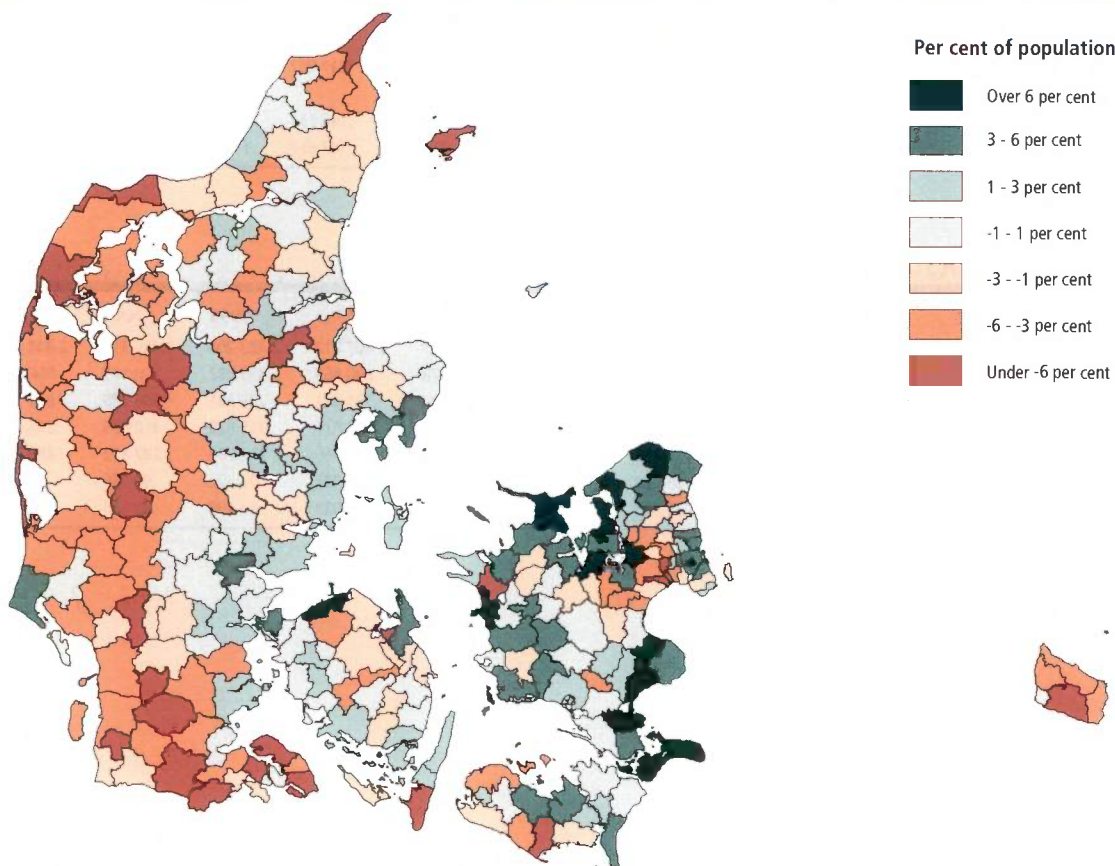 Per cent of population
Over 6 per cent
3 - 6 per cent
1 - 3 per cent
-1 - 1 per cent
-3 - -1 per cent
-6 - -3 per cent
Under -6 per cent